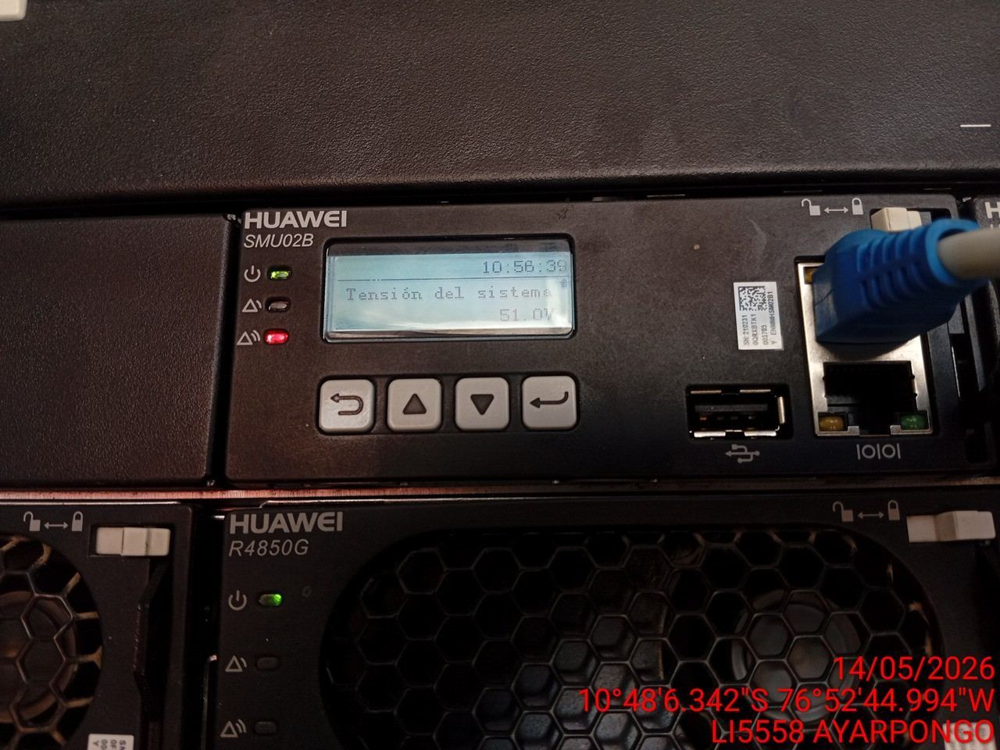 HUAWEI
SMU02B
10:56:39
Tensión del sistema
51.0V
HUAWEI
R4850G
14/05/2026
10°48'6.342"S 76°52'44.994"W
LI5558 AYARPONGO